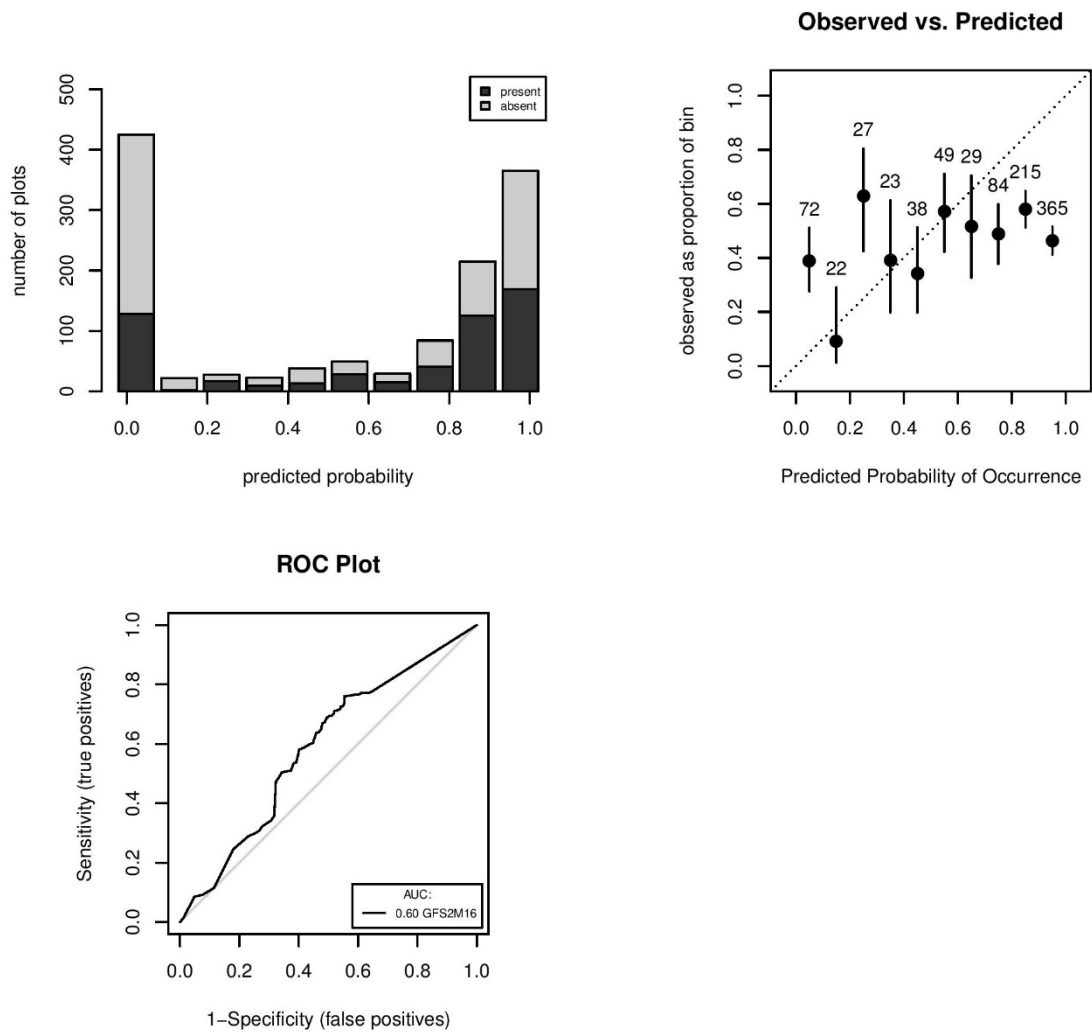 present
absent
number of plots
500
400
300
200
100
0
0.0 0.2 0.4 0.6 0.8 1.0
predicted probability
Observed vs. Predicted
observed as proportion of bin
1.0
0.8
0.6
0.4
0.2
0.0
72
22
27
23
38
49
29
84
215
365
0.0 0.2 0.4 0.6 0.8 1.0
Predicted Probability of Occurrence
ROC Plot
Sensitivity (true positives)
1.0
0.8
0.6
0.4
0.2
0.0
AUC:
0.60 GFS2M16
0.0 0.2 0.4 0.6 0.8 1.0
1−Specificity (false positives)